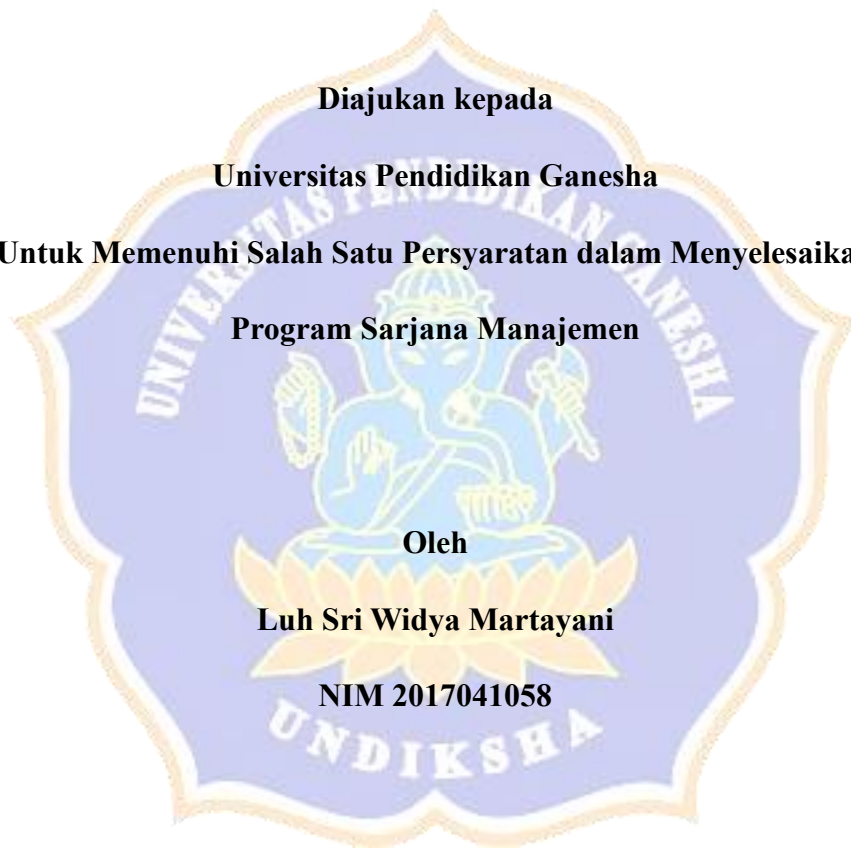 Diajukan kepada
Universitas Pendidikan Ganesha
Untuk Memenuhi Salah Satu Persyaratan dalam Menyelesaika
Program Sarjana Manajemen
Oleh
Luh Sri Widya Martayani
NIM 2017041058
UNIVERSITAS PENDIDIKAN GANESHA
UNDIKSHA